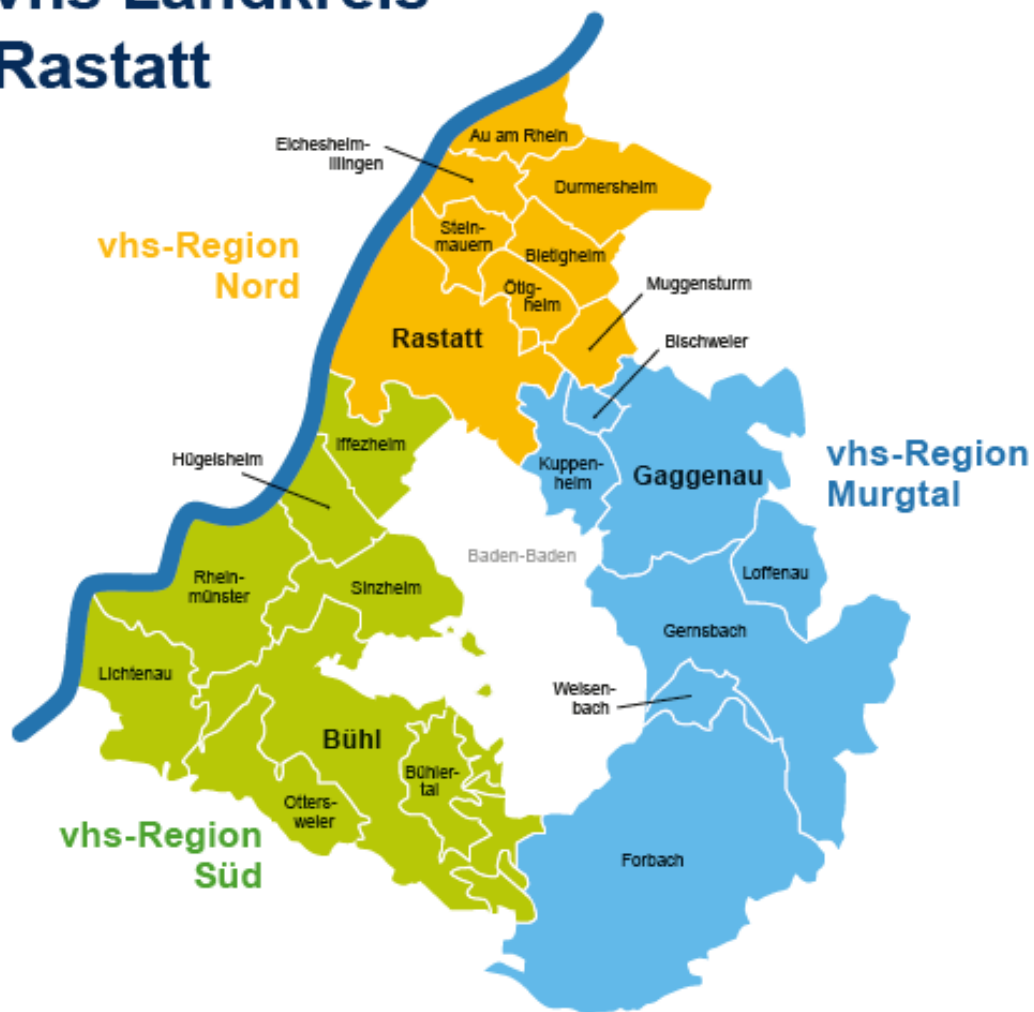 vhs Landkreis
Rastatt
Au am Rhein
Elchesheim-
Illingen
Durmersheim
Stein-
mauern
vhs-Region
Nord
Bietigheim
Ötig-
heim
Muggensturm
Rastatt
Bischweier
Iffezheim
Hügelsheim
Kuppen-
heim
Gaggenau
vhs-Region
Murgtal
Baden-Baden
Rhein-
münster
Sinzheim
Loffenau
Gernsbach
Lichtenau
Weisen-
bach
Bühl
Bühler-
tal
Otters-
weier
vhs-Region
Süd
Forbach